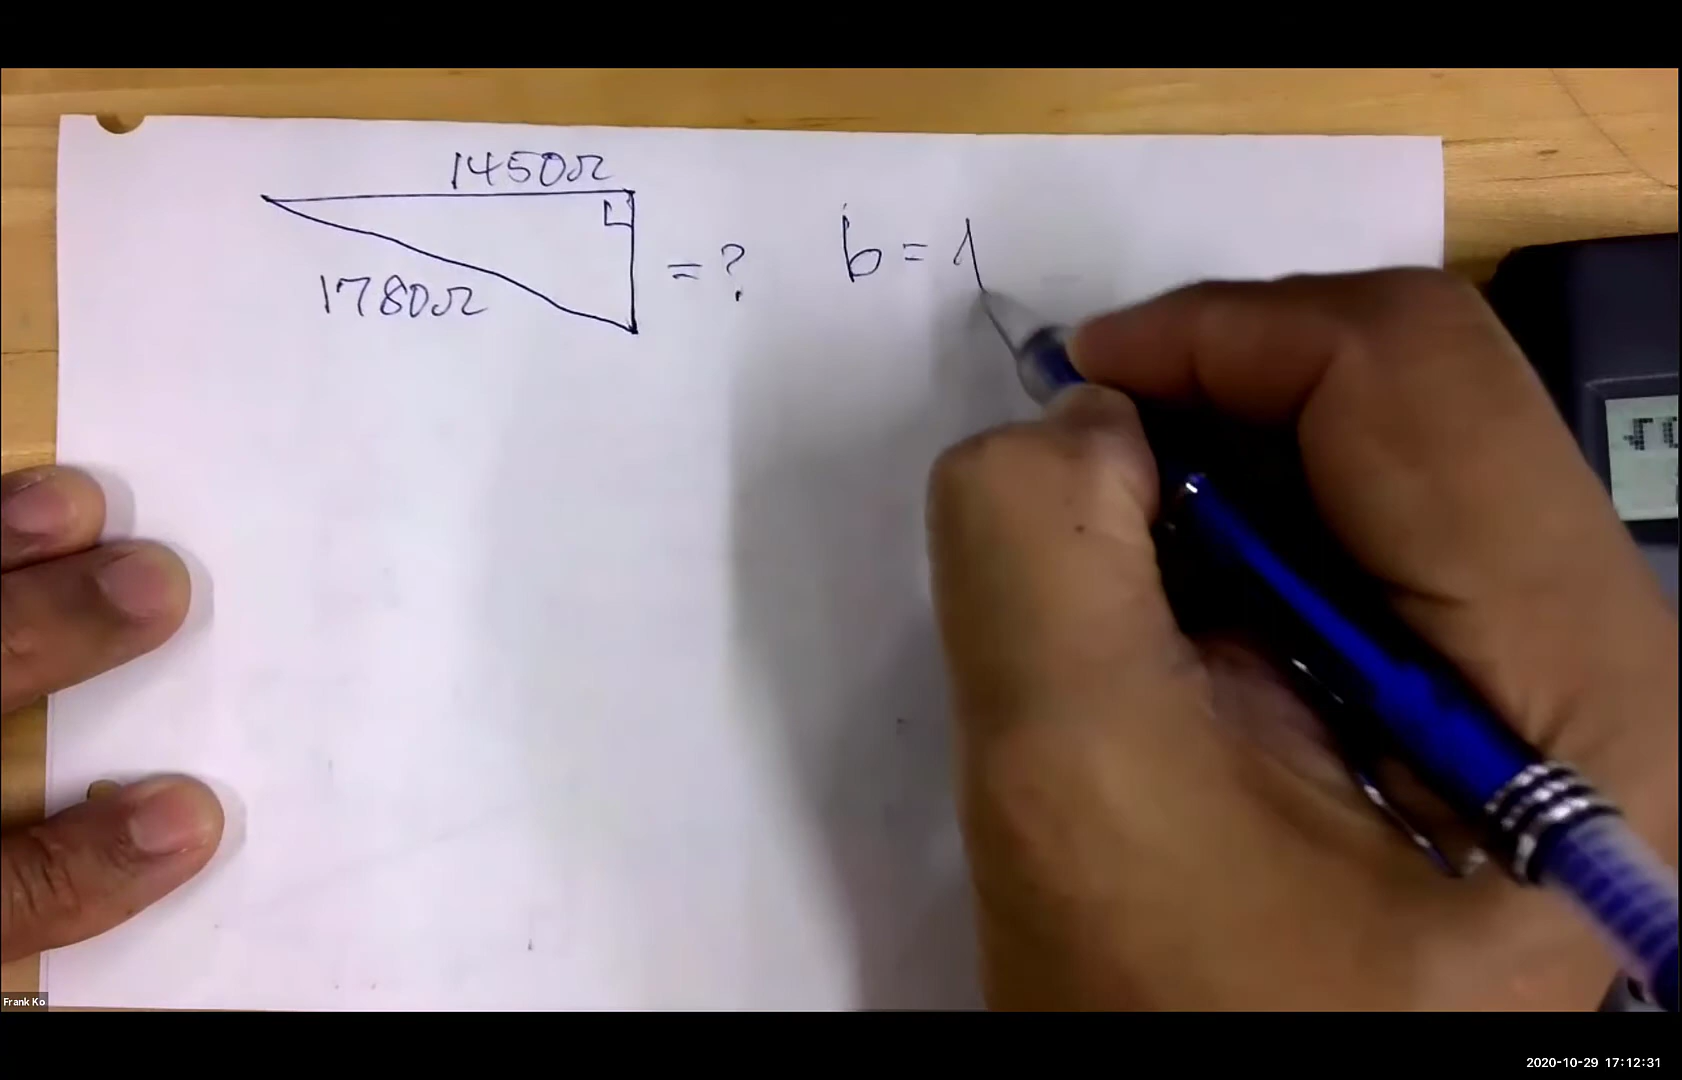 1450Ω
1780Ω
= ?
b = 1
Frank Ko
2020-10-29 17:12:31